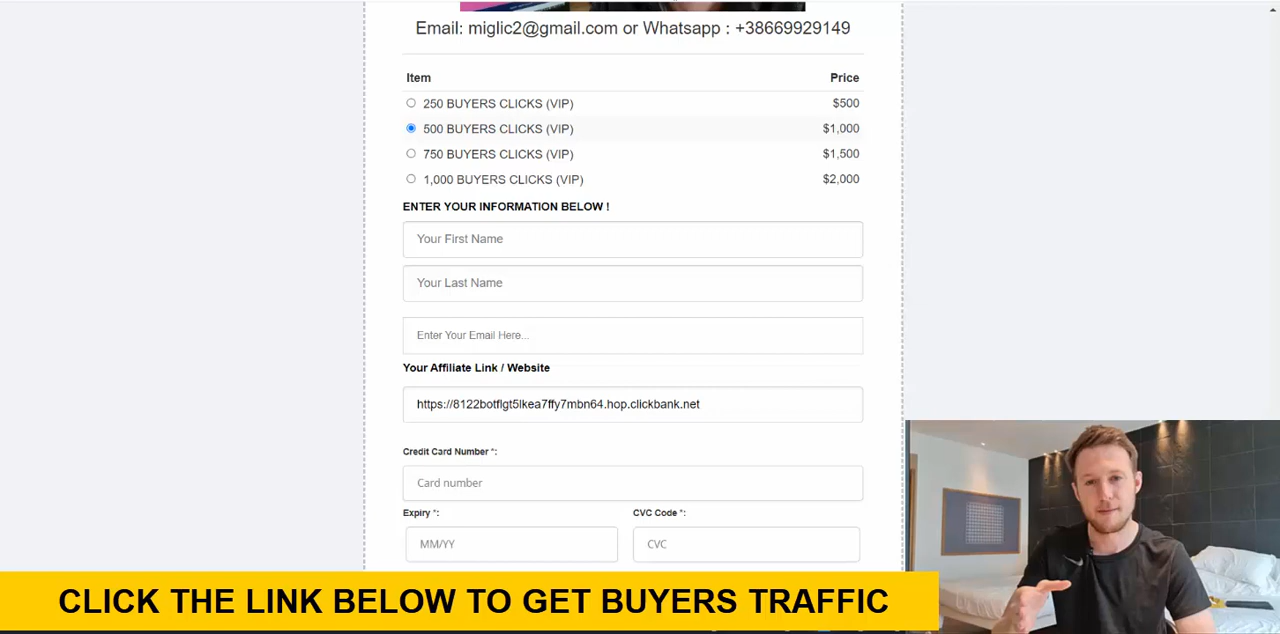 Email: miglic2@gmail.com or Whatsapp : +38669929149
Item Price
250 BUYERS CLICKS (VIP) $500
500 BUYERS CLICKS (VIP) $1,000
750 BUYERS CLICKS (VIP) $1,500
1,000 BUYERS CLICKS (VIP) $2,000
ENTER YOUR INFORMATION BELOW !
Your First Name
Your Last Name
Enter Your Email Here...
Your Affiliate Link / Website
https://8122botflgt5lkea7ffy7mbn64.hop.clickbank.net
Credit Card Number *:
Card number
Expiry *: CVC Code *:
MM/YY CVC
CLICK THE LINK BELOW TO GET BUYERS TRAFFIC